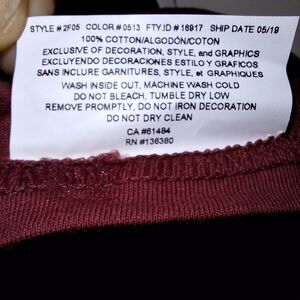 STYLE # 2F05 COLOR # 0513 FTY.ID # 16917 SHIP DATE 05/19
100% COTTON/ALGODÓN/COTON
EXCLUSIVE OF DECORATION, STYLE, and GRAPHICS
EXCLUYENDO DECORACIONES ESTILO Y GRAFICOS
SANS INCLURE GARNITURES, STYLE, et GRAPHIQUES
WASH INSIDE OUT, MACHINE WASH COLD
DO NOT BLEACH, TUMBLE DRY LOW
REMOVE PROMPTLY, DO NOT IRON DECORATION
DO NOT DRY CLEAN
CA #61484
RN #136380